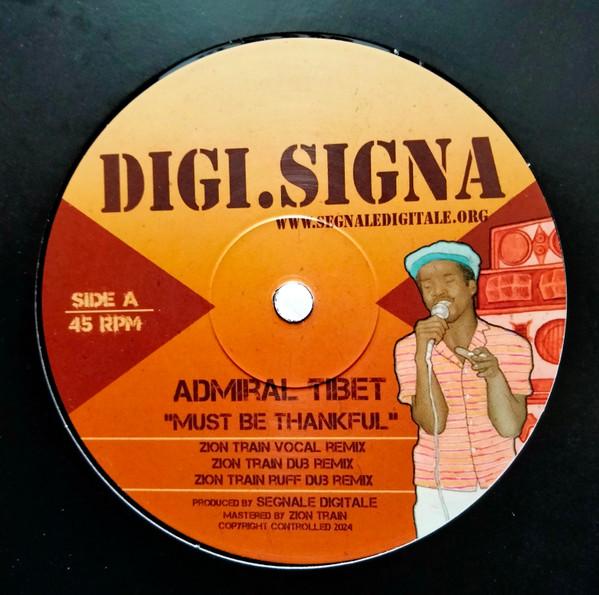 DIGI.SIGNA
WWW.SEGNALEDIGITALE.ORG
SIDE A
45 RPM
ADMIRAL TIBET
"MUST BE THANKFUL"
ZION TRAIN VOCAL REMIX
ZION TRAIN DUB REMIX
ZION TRAIN RUFF DUB REMIX
PRODUCED BY SEGNALE DIGITALE
MASTERED BY ZION TRAIN
COPYRIGHT CONTROLLED 2024